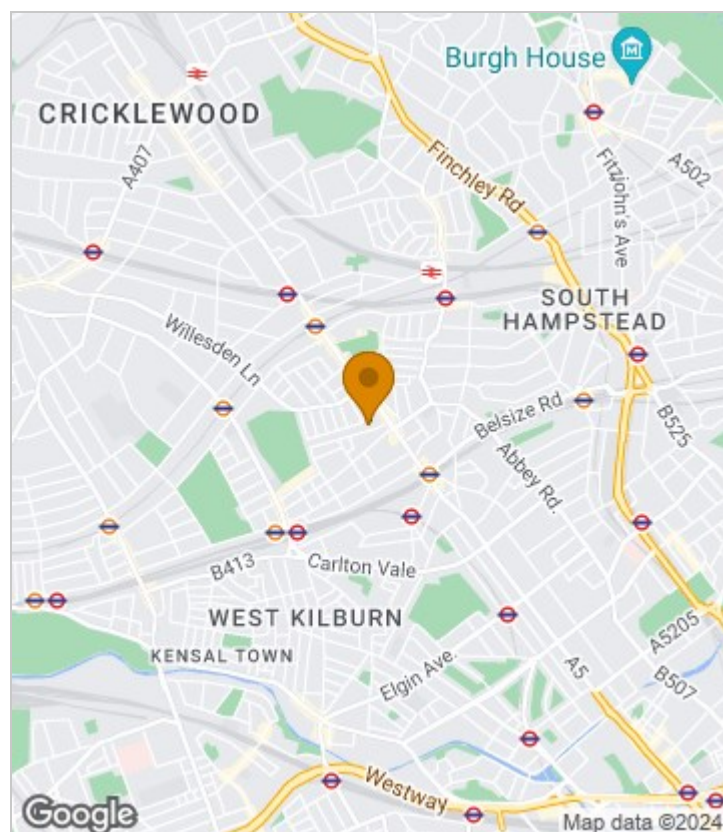 Burgh House
CRICKLEWOOD
A407
Finchley Rd
A502
Fitzjohn's Ave
SOUTH
HAMPSTEAD
Willesden Ln
Belsize Rd
B525
Abbey Rd.
B413
Carlton Vale
WEST KILBURN
KENSAL TOWN
A5205
Elgin Ave.
A5
B507
Westway
Google
Map data ©2024